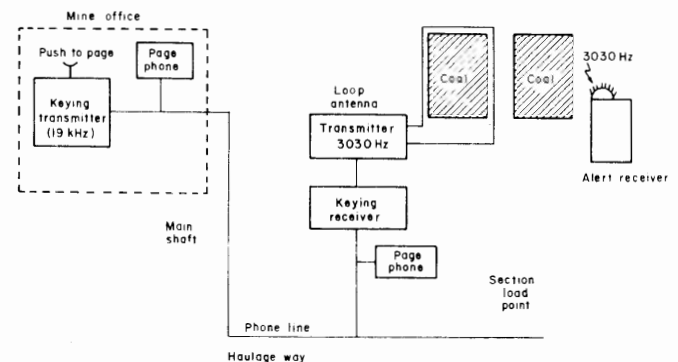 Mine office
Push to page
Page
phone
Keying
transmitter
(19 kHz)
Loop
antenna
Transmitter
3030 Hz
Coal
Coal
3030 Hz
Alert receiver
Keying
receiver
Main
shaft
Page
phone
Section
load
point
Phone line
Haulage way